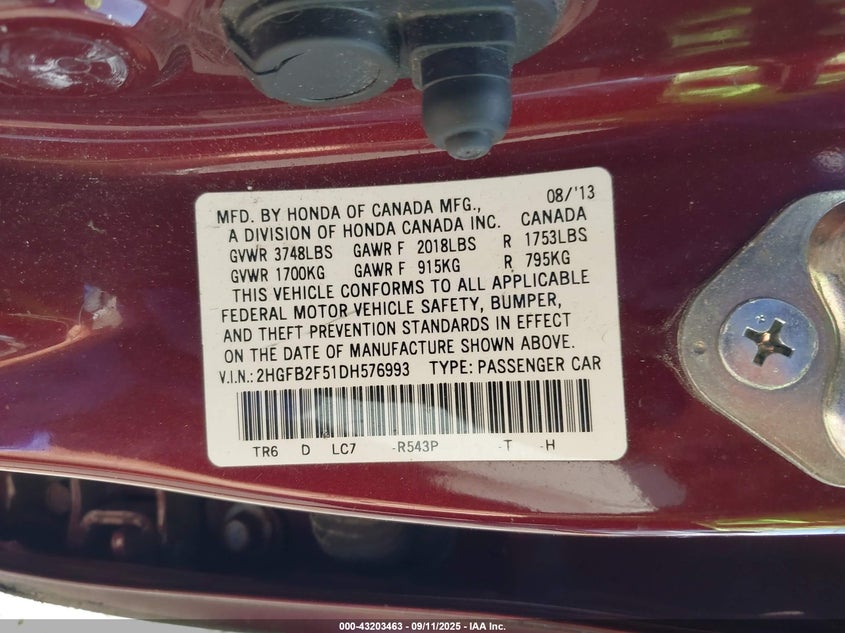 MFD. BY HONDA OF CANADA MFG., 08/'13
A DIVISION OF HONDA CANADA INC. CANADA
GVWR 3748LBS GAWR F 2018LBS R 1753LBS
GVWR 1700KG GAWR F 915KG R 795KG
THIS VEHICLE CONFORMS TO ALL APPLICABLE
FEDERAL MOTOR VEHICLE SAFETY, BUMPER,
AND THEFT PREVENTION STANDARDS IN EFFECT
ON THE DATE OF MANUFACTURE SHOWN ABOVE.
V.I.N.: 2HGFB2F51DH576993 TYPE: PASSENGER CAR
TR6 D LC7 -R543P -T -H
000-43203463 - 09/11/2025 - IAA Inc.